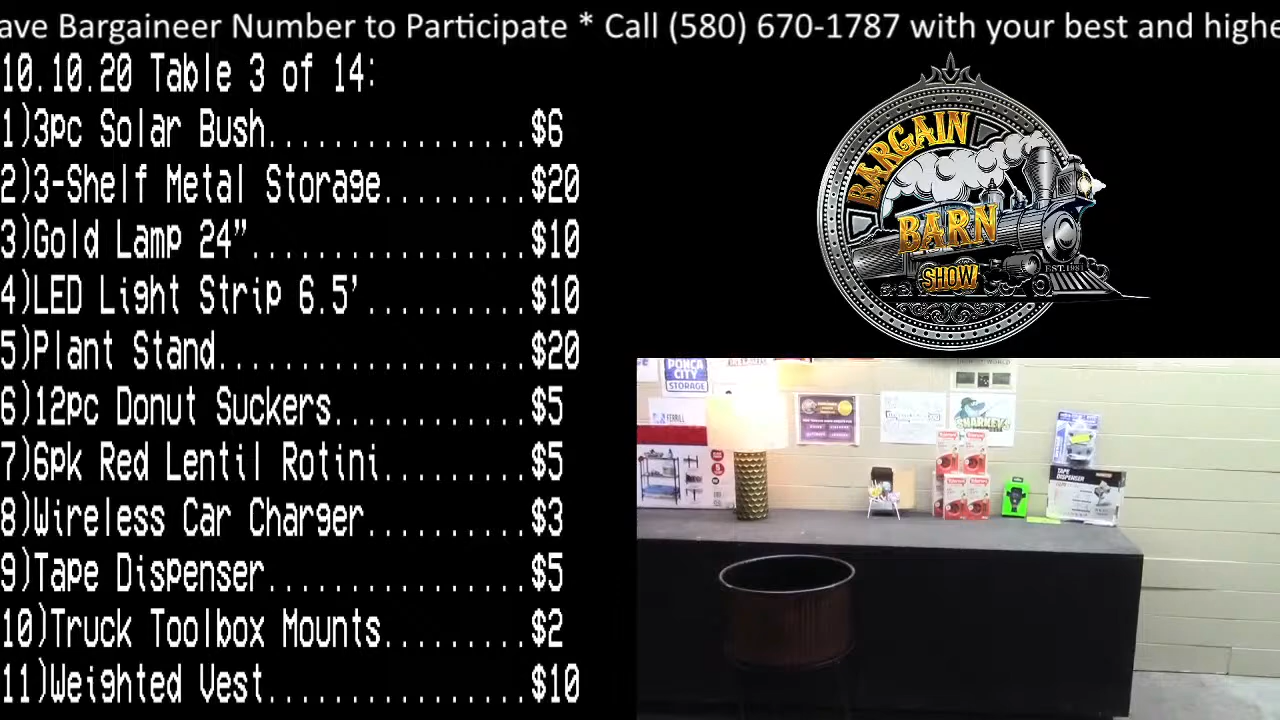 ave Bargaineer Number to Participate * Call (580) 670-1787 with your best and highe
10.10.20 Table 3 of 14:
1)3pc Solar Bush................$6
2)3-Shelf Metal Storage.........$20
3)Gold Lamp 24”.................$10
4)LED Light Strip 6.5’..........$10
5)Plant Stand...................$20
6)12pc Donut Suckers............$5
7)6pk Red Lentil Rotini.........$5
8)Wireless Car Charger..........$3
9)Tape Dispenser................$5
10)Truck Toolbox Mounts.........$2
11)Weighted Vest................$10
BARGAIN
BARN
SHOW
PONCA
CITY
STORAGE
SHARKEY'S
TAPE
DISPENSER